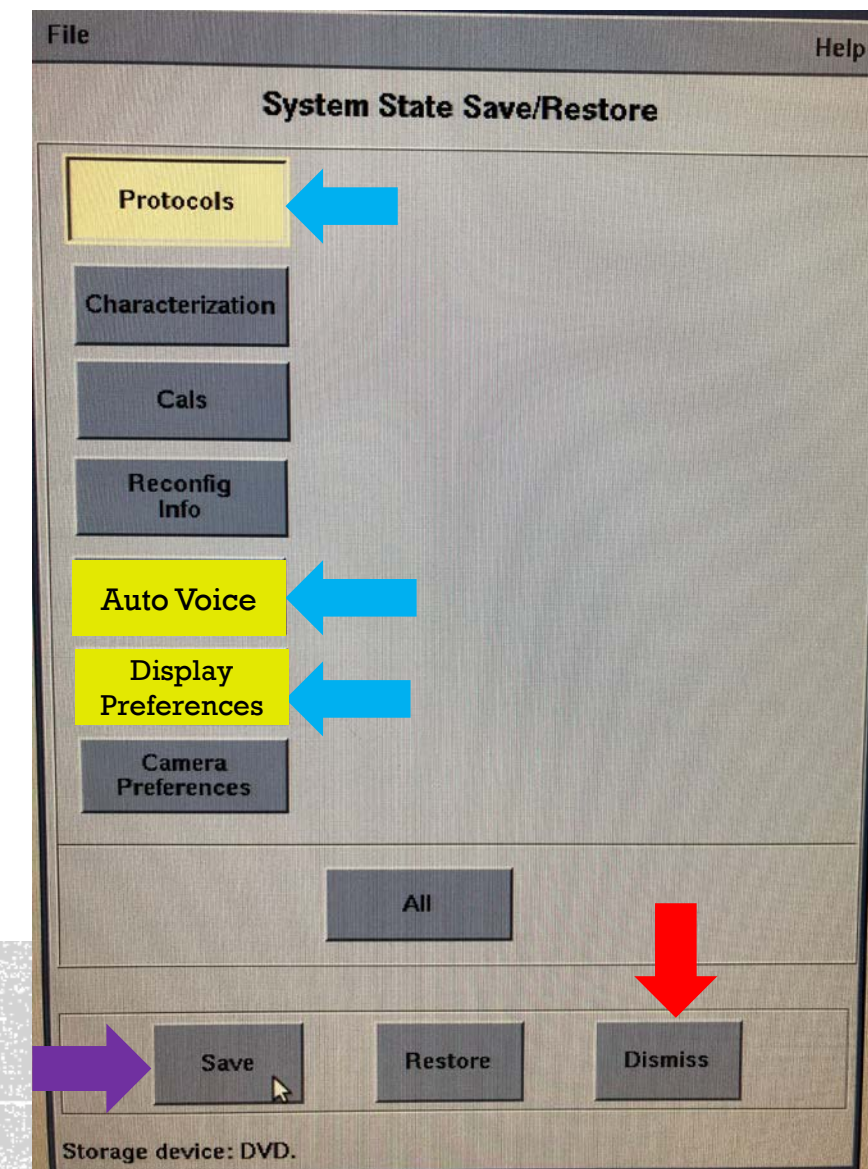 File
Help
System State Save/Restore
Protocols
Characterization
Cals
Reconfig
Info
Auto Voice
Display
Preferences
Camera
Preferences
All
Save
Restore
Dismiss
Storage device: DVD.